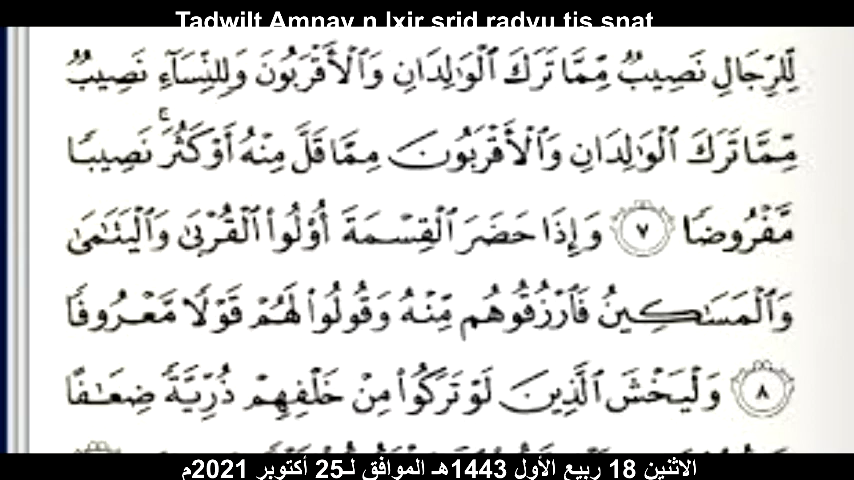 Tadwilt Amnay n lxir srid radyu tis snat
لِّلرِّجَالِ نَصِيبٌ مِّمَّا تَرَكَ ٱلْوَٰلِدَانِ وَٱلْأَقْرَبُونَ وَلِلنِّسَآءِ نَصِيبٌ
مِّمَّا تَرَكَ ٱلْوَٰلِدَانِ وَٱلْأَقْرَبُونَ مِمَّا قَلَّ مِنْهُ أَوْ كَثُرَ ۚ نَصِيبًا
مَّفْرُوضًا ٧ وَإِذَا حَضَرَ ٱلْقِسْمَةَ أُو۟لُوا۟ ٱلْقُرْبَىٰ وَٱلْيَتَٰمَىٰ
وَٱلْمَسَٰكِينُ فَٱرْزُقُوهُم مِّنْهُ وَقُولُوا۟ لَهُمْ قَوْلًا مَّعْرُوفًا
٨ وَلْيَخْشَ ٱلَّذِينَ لَوْ تَرَكُوا۟ مِنْ خَلْفِهِمْ ذُرِّيَّةً ضِعَٰفًا
الاثنين 18 ربيع الأول 1443هـ الموافق لـ25 أكتوبر 2021م